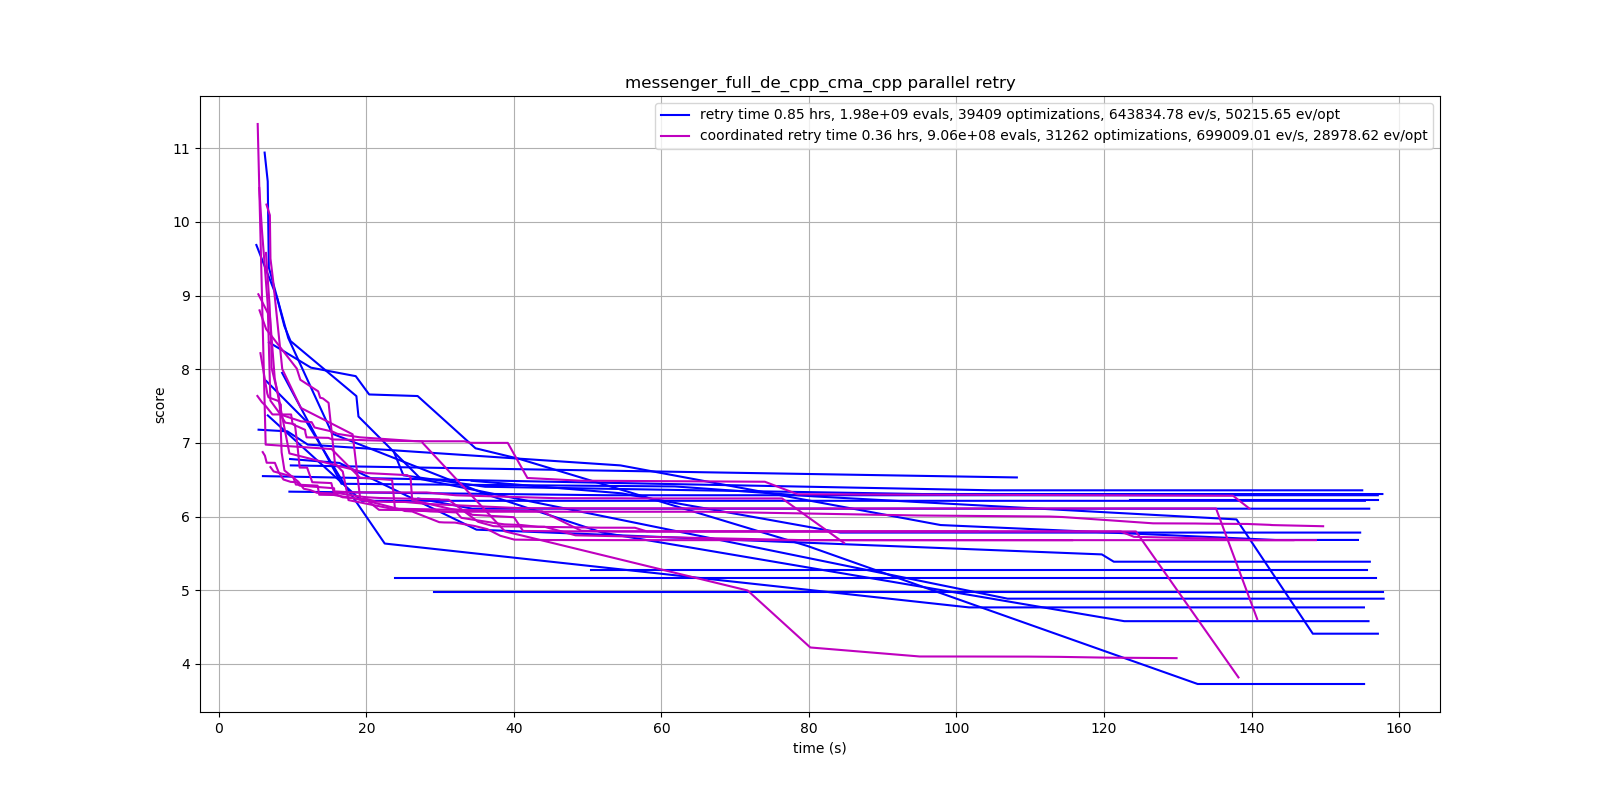 messenger_full_de_cpp_cma_cpp parallel retry
retry time 0.85 hrs, 1.98e+09 evals, 39409 optimizations, 643834.78 ev/s, 50215.65 ev/opt
coordinated retry time 0.36 hrs, 9.06e+08 evals, 31262 optimizations, 699009.01 ev/s, 28978.62 ev/opt
11
10
9
8
7
6
5
4
score
0 20 40 60 80 100 120 140 160
time (s)